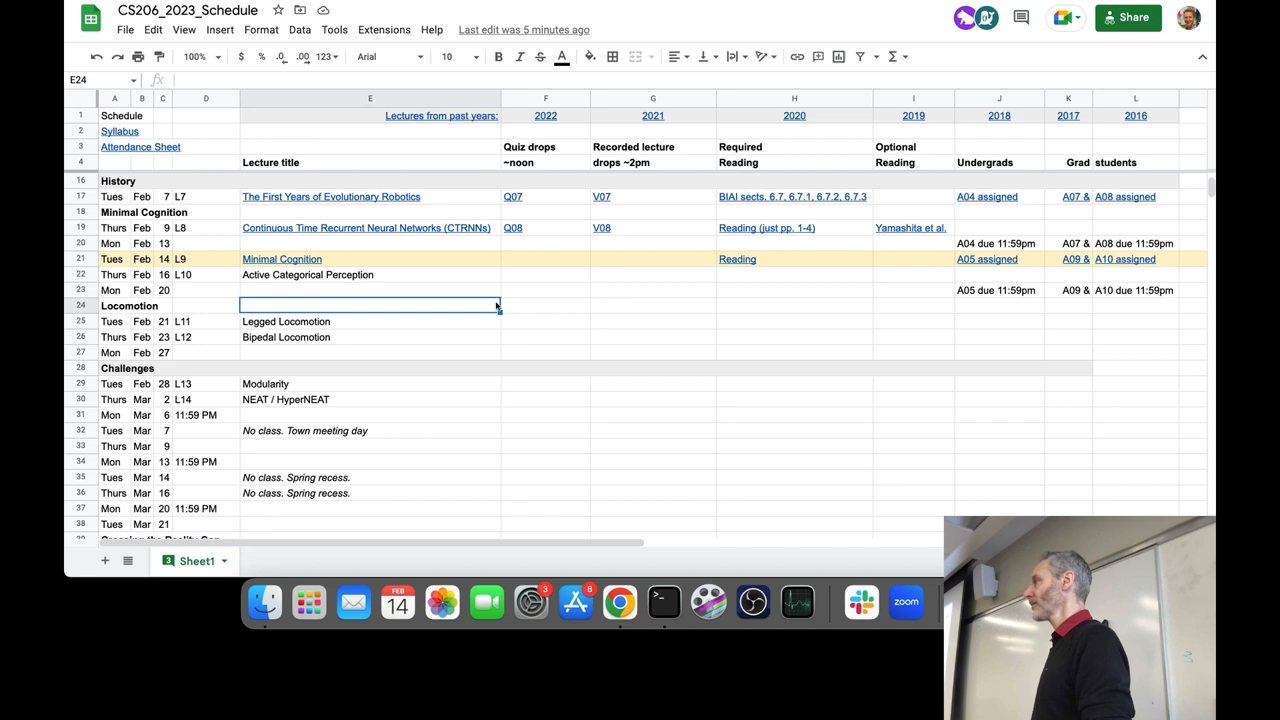 CS206_2023_Schedule
File Edit View Insert Format Data Tools Extensions Help Last edit was 5 minutes ago
Share
100% $ % .0 .00 123 Arial 10 B I S A
E24 fx
A B C D E F G H I J K L
1 Schedule Lectures from past years: 2022 2021 2020 2019 2018 2017 2016
2 Syllabus
3 Attendance Sheet Quiz drops Recorded lecture Required Optional
4 Lecture title ~noon drops ~2pm Reading Reading Undergrads Grad students
16 History
17 Tues Feb 7 L7 The First Years of Evolutionary Robotics Q07 V07 BIAI sects. 6.7, 6.7.1, 6.7.2, 6.7.3 A04 assigned A07 & A08 assigned
18 Minimal Cognition
19 Thurs Feb 9 L8 Continuous Time Recurrent Neural Networks (CTRNNs) Q08 V08 Reading (just pp. 1-4) Yamashita et al.
20 Mon Feb 13 A04 due 11:59pm A07 & A08 due 11:59pm
21 Tues Feb 14 L9 Minimal Cognition Reading A05 assigned A09 & A10 assigned
22 Thurs Feb 16 L10 Active Categorical Perception
23 Mon Feb 20 A05 due 11:59pm A09 & A10 due 11:59pm
24 Locomotion
25 Tues Feb 21 L11 Legged Locomotion
26 Thurs Feb 23 L12 Bipedal Locomotion
27 Mon Feb 27
28 Challenges
29 Tues Feb 28 L13 Modularity
30 Thurs Mar 2 L14 NEAT / HyperNEAT
31 Mon Mar 6 11:59 PM
32 Tues Mar 7 No class. Town meeting day
33 Thurs Mar 9
34 Mon Mar 13 11:59 PM
35 Tues Mar 14 No class. Spring recess.
36 Thurs Mar 16 No class. Spring recess.
37 Mon Mar 20 11:59 PM
38 Tues Mar 21
3 Sheet1
FEB
14
3
8
zoom